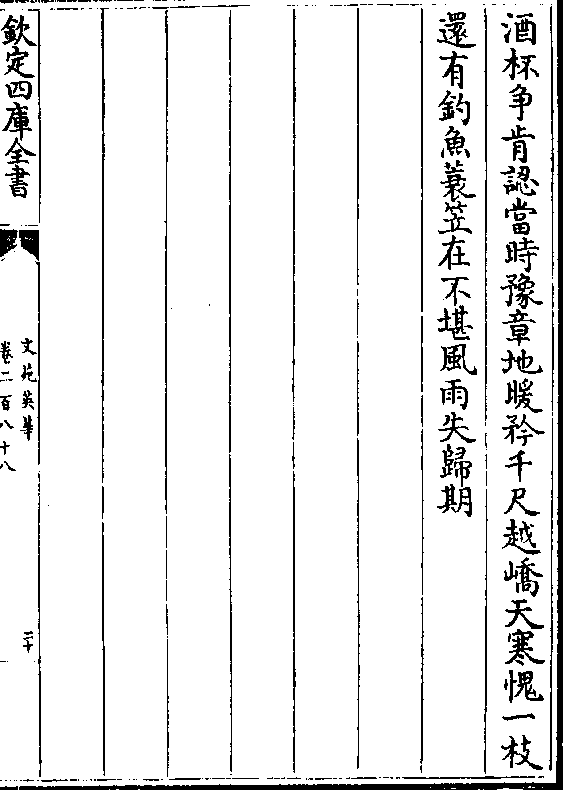 酒杯争肯認當時豫章地暖矜千尺越嶠天寒愧一枝
還有釣魚蓑笠在不堪風雨失歸期
欽定四庫全書
文苑英華
卷二百八十八
二十